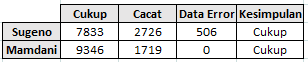 Cukup Cacat Data Error Kesimpulan
Sugeno 7833 2726 506 Cukup
Mamdani 9346 1719 0 Cukup